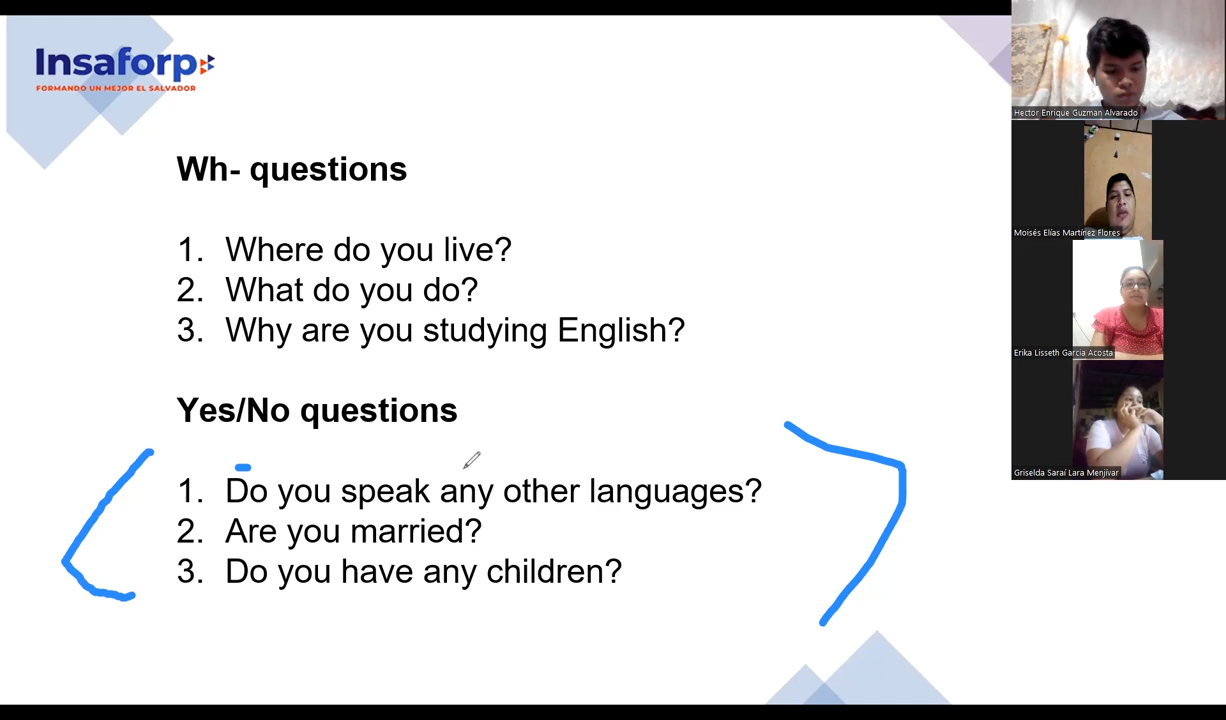 Insaforp
FORMANDO UN MEJOR EL SALVADOR
Wh- questions
1. Where do you live?
2. What do you do?
3. Why are you studying English?
Yes/No questions
1. Do you speak any other languages?
2. Are you married?
3. Do you have any children?
Hector Enrique Guzman Alvarado
Moisés Elías Martínez Flores
Erika Lisseth Garcia Acosta
Griselda Saraí Lara Menjívar